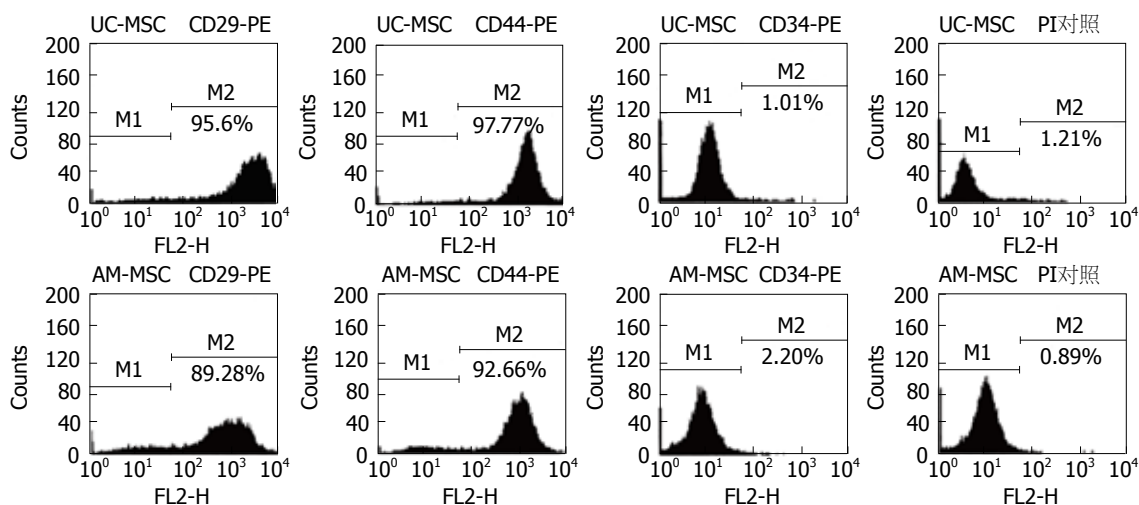 UC-MSC CD29-PE
200
160
120
80
40
0
Counts
M1
M2
95.6%
10^0 10^1 10^2 10^3 10^4
FL2-H
UC-MSC CD44-PE
200
160
120
80
40
0
Counts
M1
M2
97.77%
10^0 10^1 10^2 10^3 10^4
FL2-H
UC-MSC CD34-PE
200
160
120
80
40
0
Counts
M1
M2
1.01%
10^0 10^1 10^2 10^3 10^4
FL2-H
UC-MSC PI对照
200
160
120
80
40
0
Counts
M1
M2
1.21%
10^0 10^1 10^2 10^3 10^4
FL2-H
AM-MSC CD29-PE
200
160
120
80
40
0
Counts
M1
M2
89.28%
10^0 10^1 10^2 10^3 10^4
FL2-H
AM-MSC CD44-PE
200
160
120
80
40
0
Counts
M1
M2
92.66%
10^0 10^1 10^2 10^3 10^4
FL2-H
AM-MSC CD34-PE
200
160
120
80
40
0
Counts
M1
M2
2.20%
10^0 10^1 10^2 10^3 10^4
FL2-H
AM-MSC PI对照
200
160
120
80
40
0
Counts
M1
M2
0.89%
10^0 10^1 10^2 10^3 10^4
FL2-H